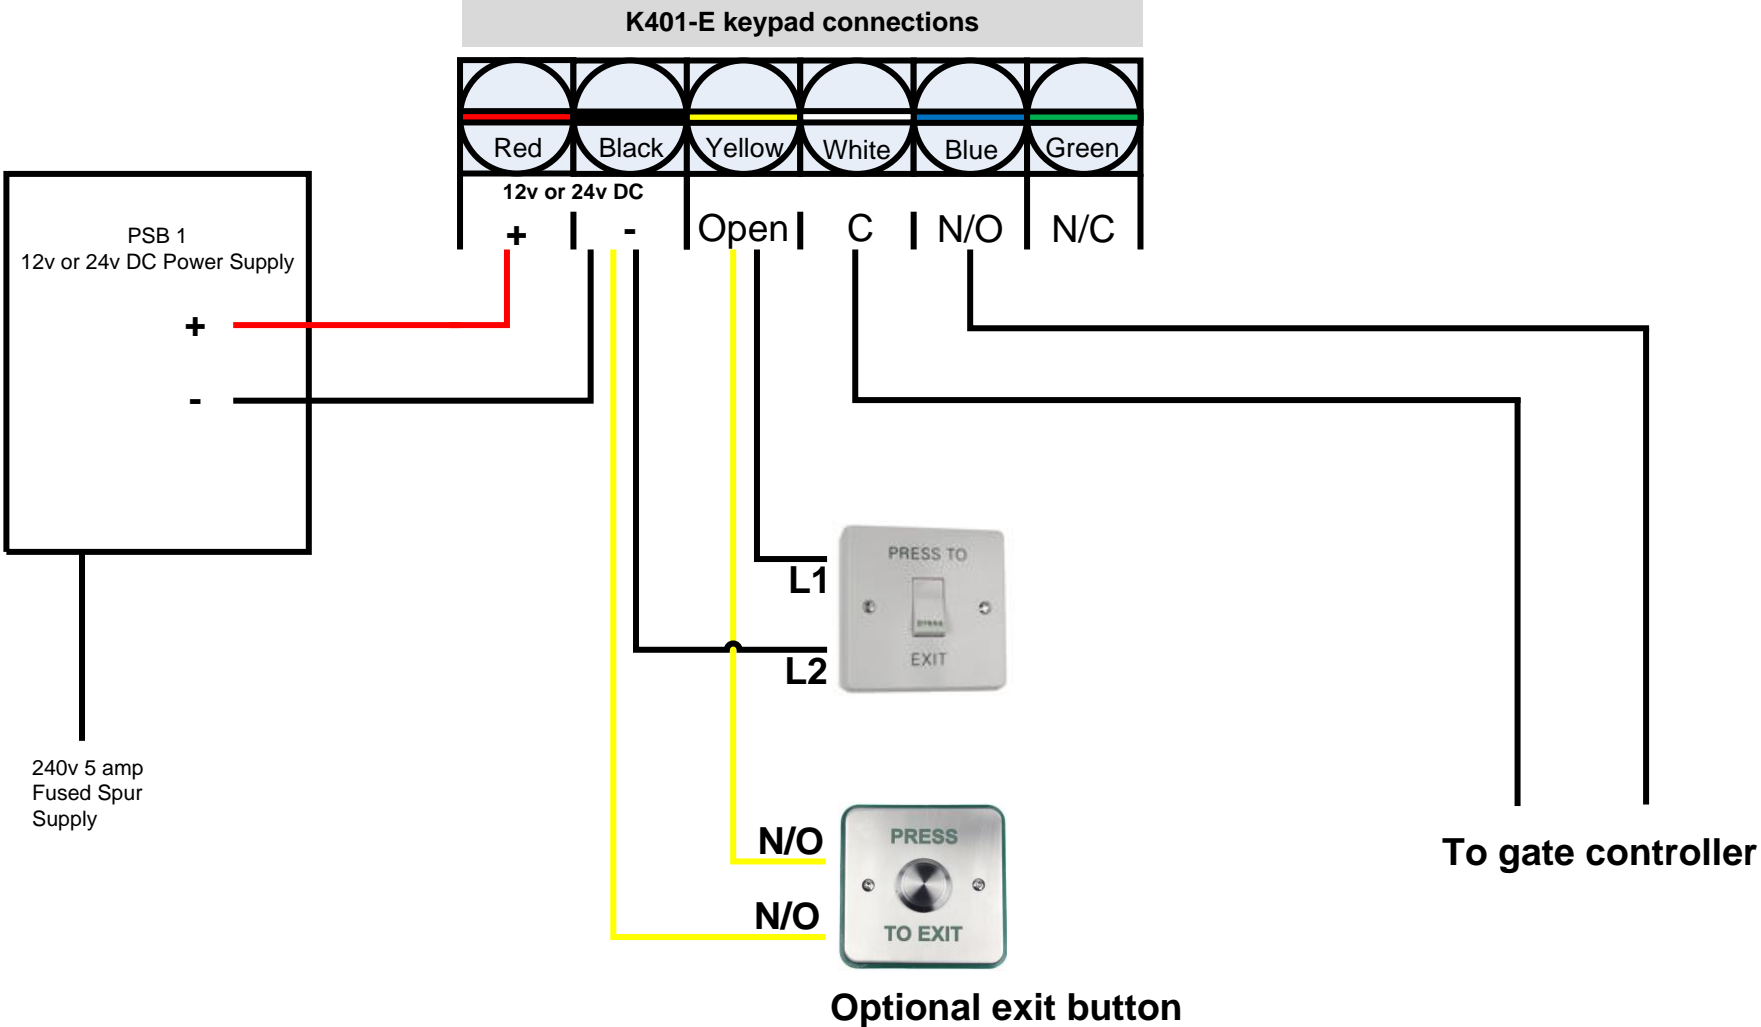 K401-E keypad connections
Red Black Yellow White Blue Green
12v or 24v DC
+ - Open C N/O N/C
PSB 1
12v or 24v DC Power Supply
+
-
240v 5 amp
Fused Spur
Supply
L1
L2
PRESS TO
press
EXIT
N/O
N/O
PRESS
TO EXIT
Optional exit button
To gate controller